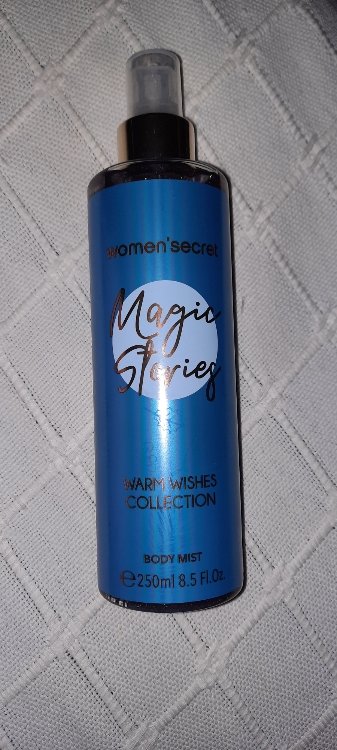 women'secret
Magic
Stories
WARM WISHES
COLLECTION
BODY MIST
℮250ml 8.5 Fl.Oz.